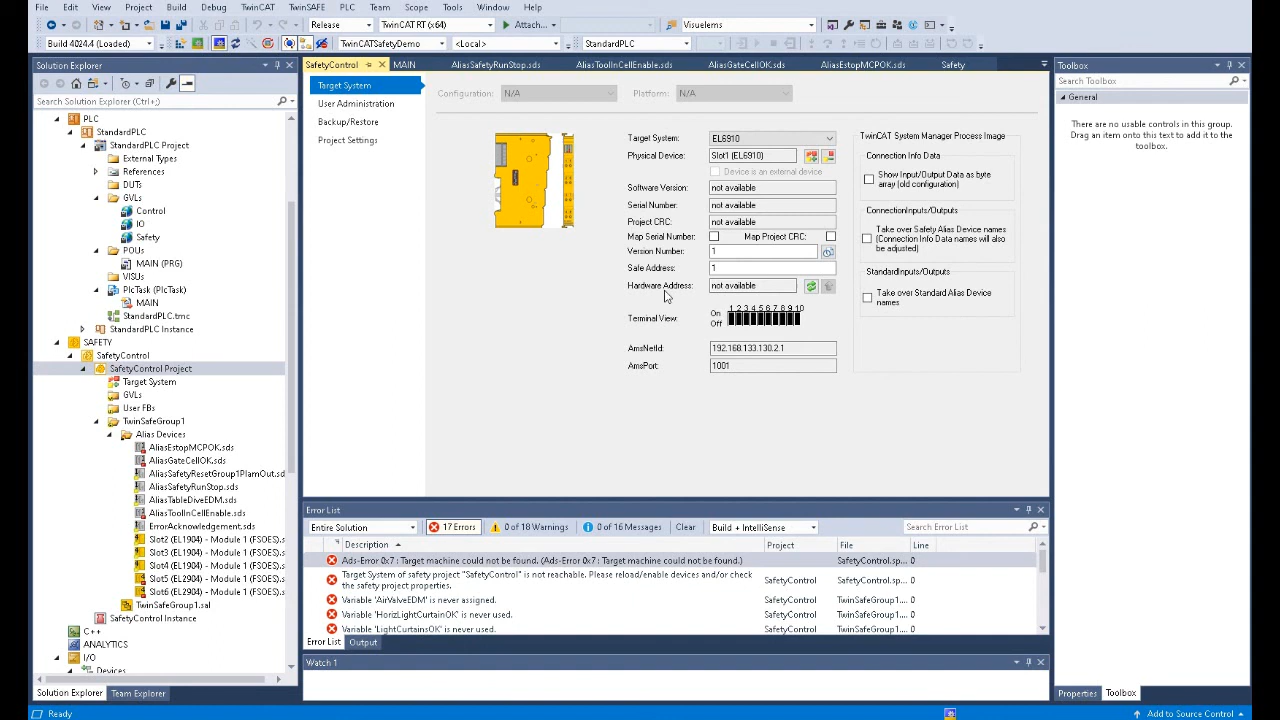 File Edit View Project Build Debug TwinCAT TwinSAFE PLC Team Scope Tools Window Help
Release TwinCAT RT (x64) Attach... Visuelems
Build 4024.4 (Loaded) TwinCATSafetyDemo <Local> StandardPLC
Solution Explorer
Search Solution Explorer (Ctrl+;)
PLC
StandardPLC
StandardPLC Project
External Types
References
DUTs
GVLs
Control
IO
Safety
POUs
MAIN (PRG)
VISUs
PlcTask (PlcTask)
MAIN
StandardPLC.tmc
StandardPLC Instance
SAFETY
SafetyControl
SafetyControl Project
Target System
GVLs
User FBs
TwinSafeGroup1
Alias Devices
AliasEstopMCPOK.sds
AliasGateCellOK.sds
AliasSafetyResetGroup1PlamOut.sd
AliasSafetyRunStop.sds
AliasTableDiveEDM.sds
AliasToolInCellEnable.sds
ErrorAcknowledgement.sds
Slot2 (EL1904) - Module 1 (FSOES).
Slot3 (EL1904) - Module 1 (FSOES).
Slot4 (EL1904) - Module 1 (FSOES).
Slot5 (EL2904) - Module 1 (FSOES).
Slot6 (EL2904) - Module 1 (FSOES).
TwinSafeGroup1.sal
SafetyControl Instance
C++
ANALYTICS
I/O
Devices
Solution Explorer Team Explorer
SafetyControl MAIN AliasSafetyRunStop.sds AliasToolInCellEnable.sds AliasGateCellOK.sds AliasEstopMCPOK.sds Safety
Target System
User Administration
Backup/Restore
Project Settings
Configuration: N/A Platform: N/A
Target System: EL6910
Physical Device: Slot1 (EL6910)
Device is an external device
Software Version: not available
Serial Number: not available
Project CRC: not available
Map Serial Number: Map Project CRC:
Version Number: 1
Safe Address: 1
Hardware Address: not available
1 2 3 4 5 6 7 8 9 10
Terminal View: On
Off
AmsNetId: 192.168.133.130.2.1
AmsPort: 1001
TwinCAT System Manager Process Image
Connection Info Data
Show Input/Output Data as byte
array (old configuration)
ConnectionInputs/Outputs
Take over Safety Alias Device names
(Connection Info Data names will also
be adjusted)
StandardInputs/Outputs
Take over Standard Alias Device
names
Error List
Entire Solution 17 Errors 0 of 18 Warnings 0 of 16 Messages Clear Build + IntelliSense Search Error List
Description Project File Line
Ads-Error 0x7 : Target machine could not be found. (Ads-Error 0x7 : Target machine could not be found.) SafetyControl SafetyControl.sp... 0
Target System of safety project "SafetyControl" is not reachable. Please reload/enable devices and/or check
the safety project properties. SafetyControl SafetyControl.sp... 0
Variable 'AirValveEDM' is never assigned. SafetyControl TwinSafeGroup1.... 0
Variable 'HorizLightCurtainOK' is never used. SafetyControl TwinSafeGroup1.... 0
Variable 'LightCurtainsOK' is never used. SafetyControl TwinSafeGroup1.... 0
Error List Output
Watch 1
Toolbox
Search Toolbox
General
There are no usable controls in this group.
Drag an item onto this text to add it to the
toolbox.
Properties Toolbox
Ready Add to Source Control